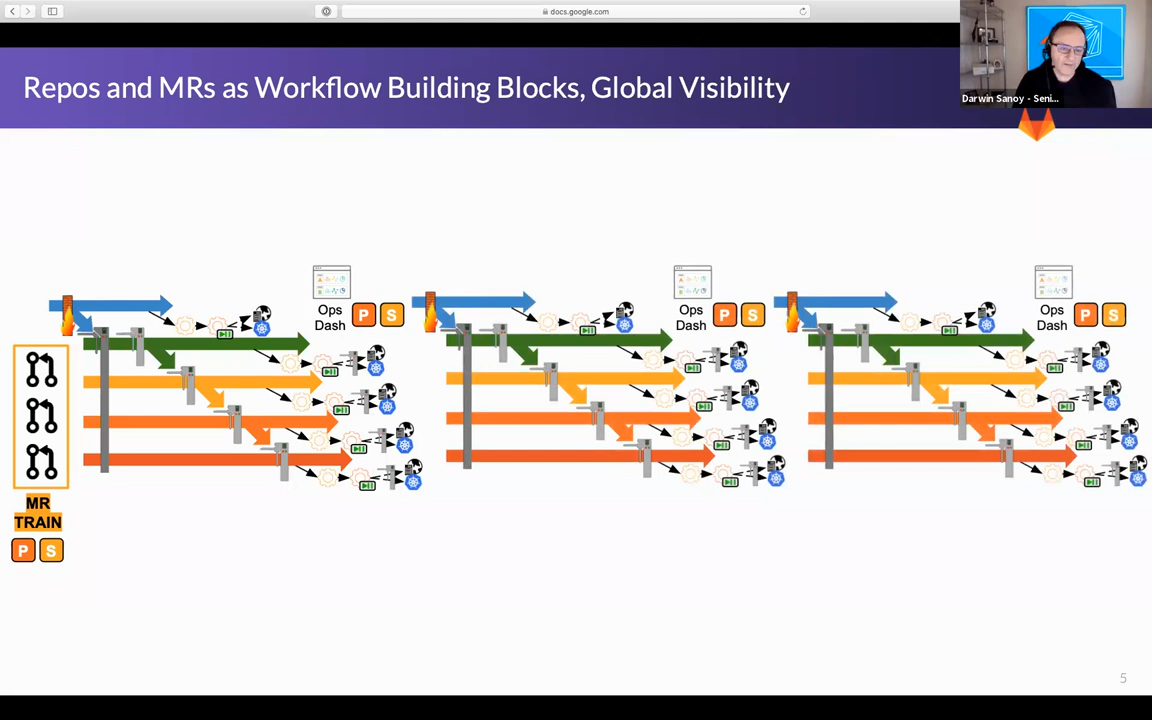 docs.google.com
Repos and MRs as Workflow Building Blocks, Global Visibility
Darwin Sanoy - Seni...
Ops
Dash
P S
Ops
Dash
P S
Ops
Dash
P S
MR
TRAIN
P S
5